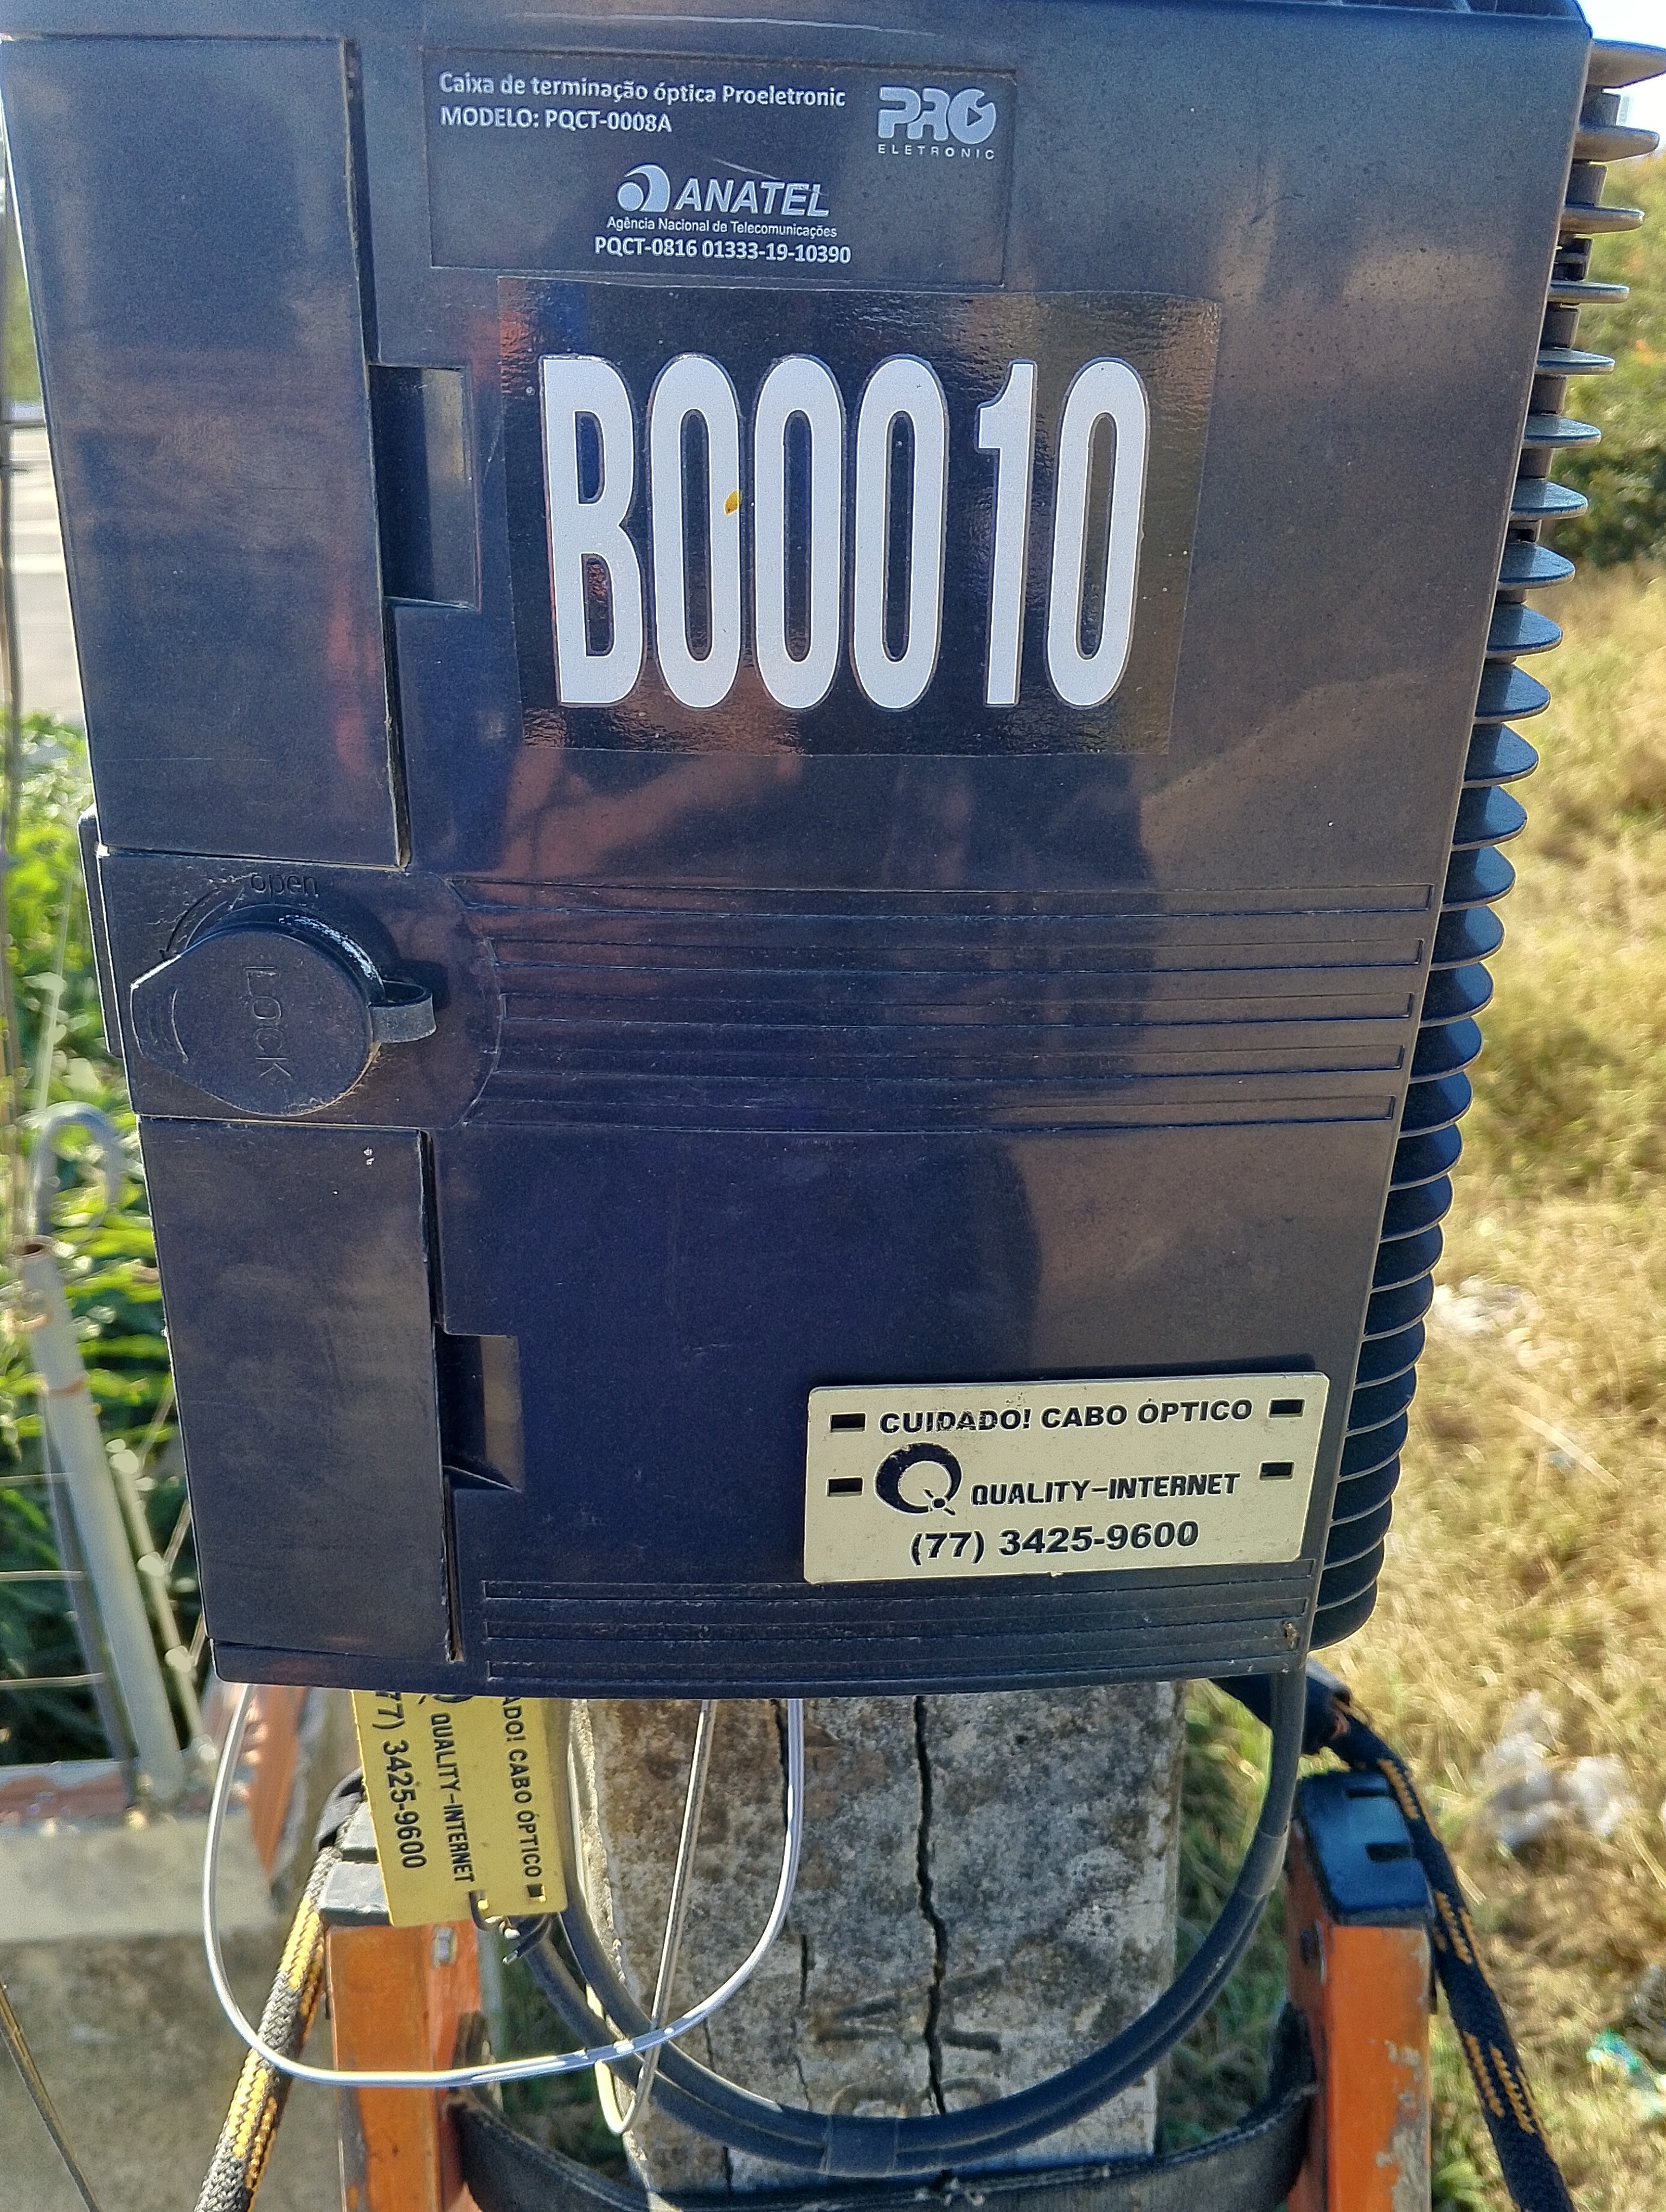 Caixa de terminação óptica Proeletronic
MODELO: PQCT-0008A
PRO
ELETRONIC
ANATEL
Agência Nacional de Telecomunicações
PQCT-0816 01333-19-10390
B00010
open
Lock
CUIDADO! CABO ÓPTICO
QUALITY-INTERNET
(77) 3425-9600
CABO ÓPTICO
QUALITY-INTERNET
77) 3425-9600